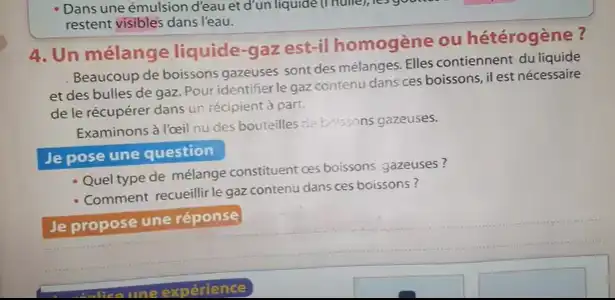 • Dans une émulsion d'eau et d'un liquide (l'huile), les
restent visibles dans l'eau.
4. Un mélange liquide-gaz est-il homogène ou hétérogène ?
. Beaucoup de boissons gazeuses sont des mélanges. Elles contiennent du liquide
et des bulles de gaz. Pour identifier le gaz contenu dans ces boissons, il est nécessaire
de le récupérer dans un récipient à part.
Examinons à l'œil nu des bouteilles de boissons gazeuses.
Je pose une question
• Quel type de mélange constituent ces boissons gazeuses ?
• Comment recueillir le gaz contenu dans ces boissons ?
Je propose une réponse
une expérience